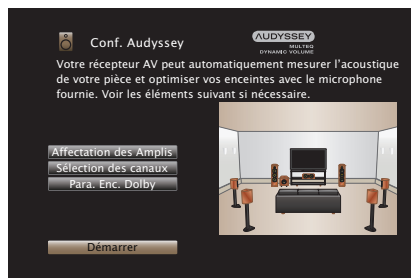 Conf. Audyssey
AUDYSSEY
MULTEQ
DYNAMIC VOLUME
Votre récepteur AV peut automatiquement mesurer l'acoustique
de votre pièce et optimiser vos enceintes avec le microphone
fournie. Voir les éléments suivant si nécessaire.
Affectation des Amplis
Sélection des canaux
Para. Enc. Dolby
Démarrer